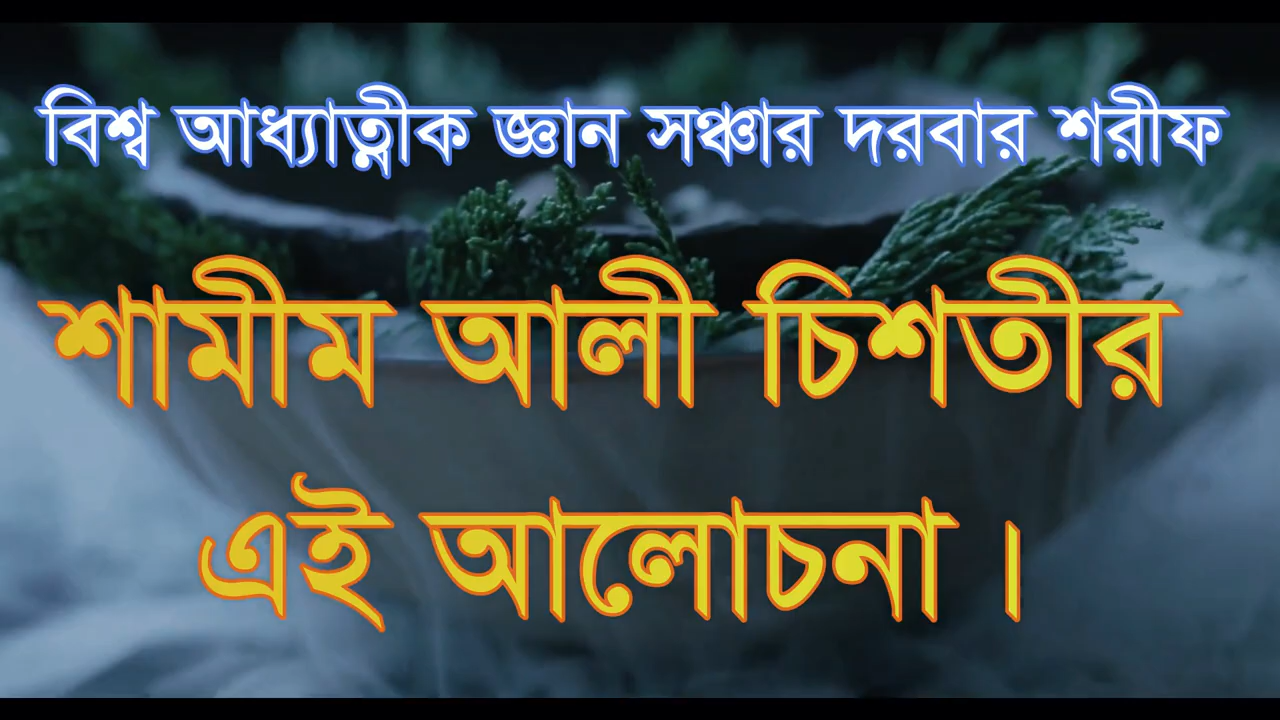 বিশ্ব আধ্যাত্নীক জ্ঞান সঞ্চার দরবার শরীফ
শামীম আলী চিশতীর
এই আলোচনা।